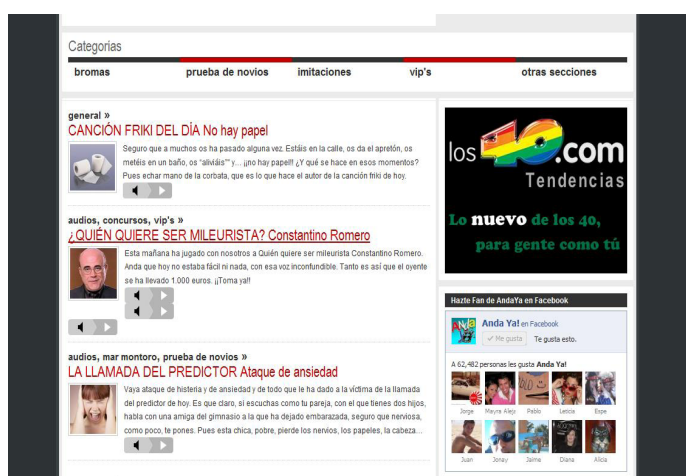 Categorias
bromas prueba de novios imitaciones vip's otras secciones
general »
CANCIÓN FRIKI DEL DÍA No hay papel
Seguro que a muchos os ha pasado alguna vez. Estáis en la calle, os da el apretón, os
metéis en un baño, os "aliviáis"" y… ¡¡no hay papel!! ¿Y qué se hace en esos momentos?
Pues echar mano de la corbata, que es lo que hace el autor de la canción friki de hoy.
audios, concursos, vip's »
¿QUIÉN QUIERE SER MILEURISTA? Constantino Romero
Esta mañana ha jugado con nosotros a Quién quiere ser mileurista Constantino Romero.
Anda que hoy no estaba fácil ni nada, con esa voz inconfundible. Tanto es así que el oyente
se ha llevado 1.000 euros. ¡¡Toma ya!!
audios, mar montoro, prueba de novios »
LA LLAMADA DEL PREDICTOR Ataque de ansiedad
Vaya ataque de histeria y de ansiedad y de todo que le ha dado a la víctima de la llamada
del predictor de hoy. Es que claro, si escuchas como tu pareja, con el que tienes dos hijos,
habla con una amiga del gimnasio a la que ha dejado embarazada, seguro que nerviosa,
como poco, te pones. Pues esta chica, pobre, pierde los nervios, los papeles, la cabeza…
los 40.com
Tendencias
Lo nuevo de los 40,
para gente como tú
Hazte Fan de AndaYa en Facebook
Anda Ya! en Facebook
Me gusta Te gusta esto.
A 62,482 personas les gusta Anda Ya!
Jorge Mayra Alejx Pablo Leticia Espe
Juan Jonay Jaime Diana Alicia